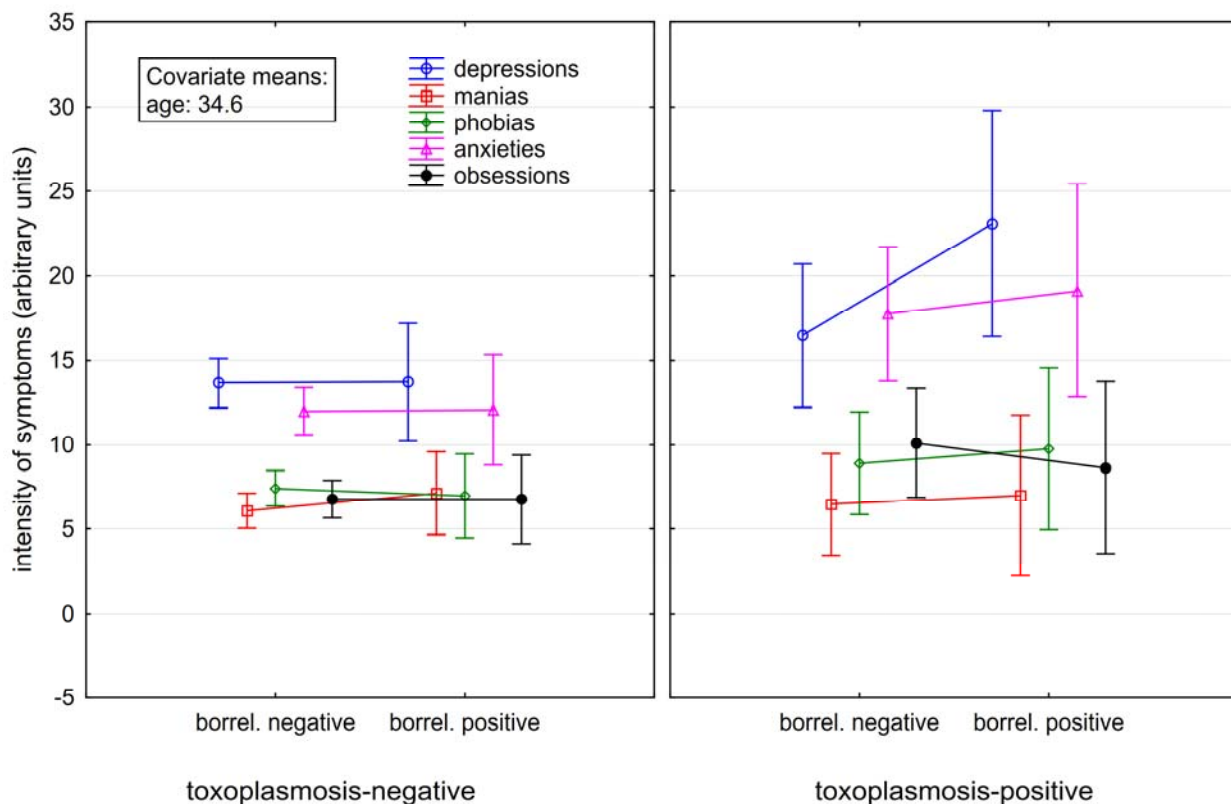 35
30
25
20
15
10
5
0
-5
intensity of symptoms (arbitrary units)
Covariate means:
age: 34.6
depressions
manias
phobias
anxieties
obsessions
borrel. negative
borrel. positive
borrel. negative
borrel. positive
toxoplasmosis-negative
toxoplasmosis-positive